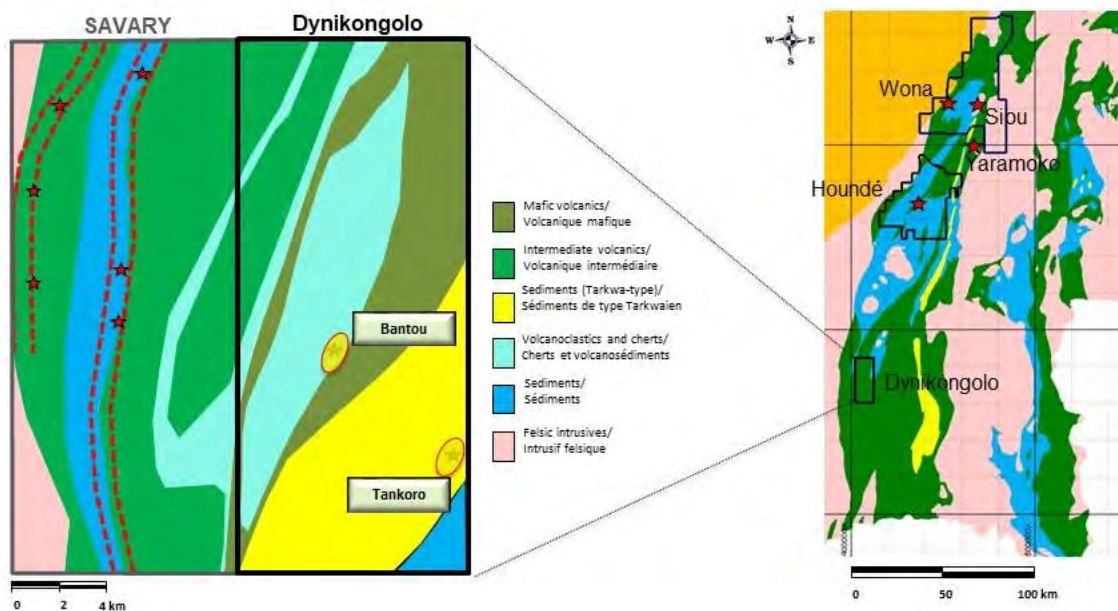 SAVARY
Dynikongolo
Bantou
Tankoro
0 2 4 km
Mafic volcanics/
Volcanique mafique
Intermediate volcanics/
Volcanique intermédiaire
Sediments (Tarkwa-type)/
Sédiments de type Tarkwaien
Volcanoclastics and cherts/
Cherts et volcanosédiments
Sediments/
Sédiments
Felsic intrusives/
Intrusif felsique
N
W E
S
Wona
Sipu
Yaramoko
Houndé
Dynikongolo
0 50 100 km